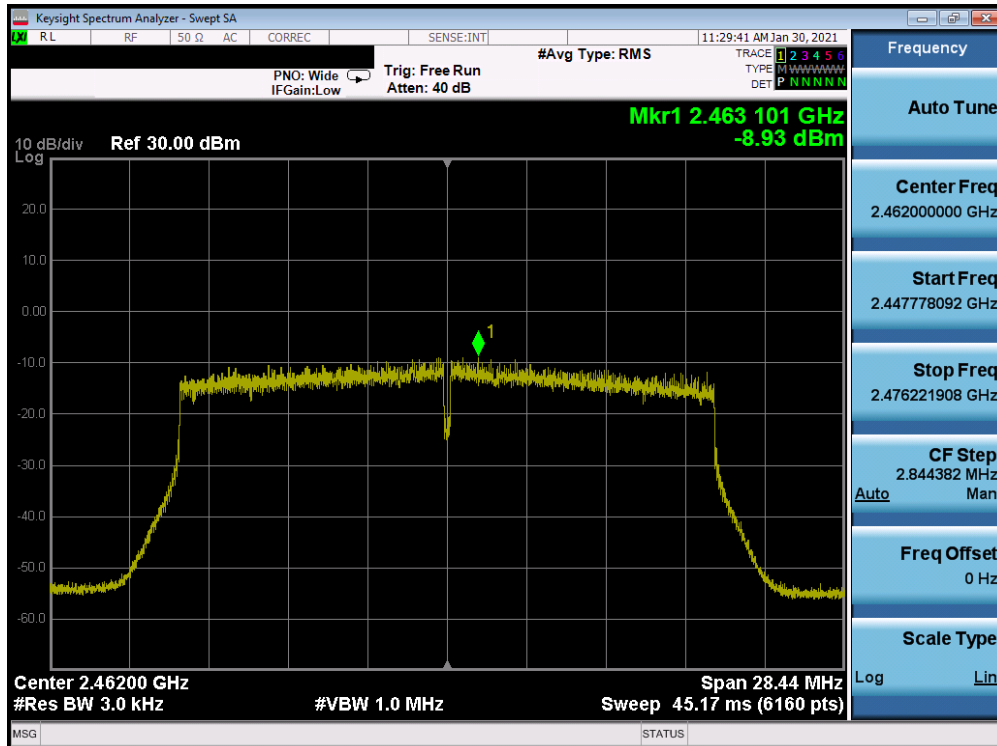 Keysight Spectrum Analyzer - Swept SA
LXI RL RF 50 Ω AC CORREC SENSE:INT 11:29:41 AM Jan 30, 2021
#Avg Type: RMS
TRACE 1 2 3 4 5 6
PNO: Wide Trig: Free Run
TYPE M W W W W W
IFGain:Low Atten: 40 dB
DET P N N N N N
Mkr1 2.463 101 GHz
-8.93 dBm
10 dB/div Ref 30.00 dBm
Log
20.0
10.0
0.00
1
-10.0
-20.0
-30.0
-40.0
-50.0
-60.0
Center 2.46200 GHz Span 28.44 MHz
#Res BW 3.0 kHz #VBW 1.0 MHz Sweep 45.17 ms (6160 pts)
MSG STATUS
Frequency
Auto Tune
Center Freq
2.462000000 GHz
Start Freq
2.447778092 GHz
Stop Freq
2.476221908 GHz
CF Step
2.844382 MHz
Auto Man
Freq Offset
0 Hz
Scale Type
Log Lin